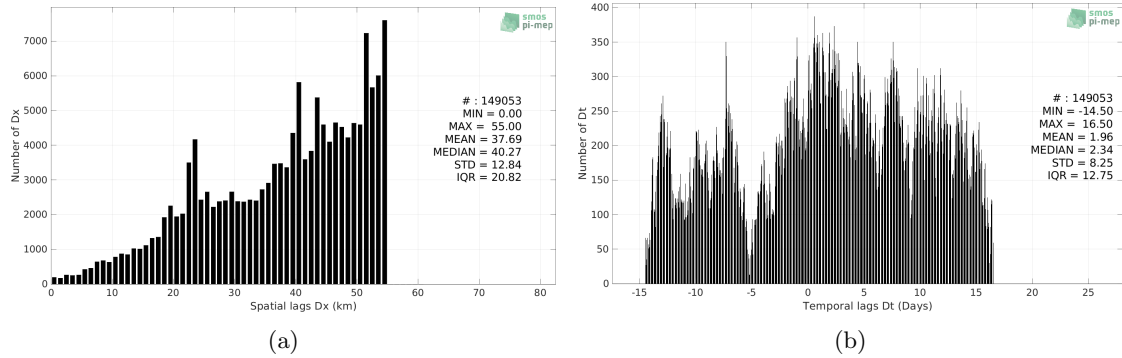 smos
pi-mep
7000
6000
5000
4000
3000
2000
1000
0
Number of Dx
# : 149053
MIN = 0.00
MAX = 55.00
MEAN = 37.69
MEDIAN = 40.27
STD = 12.84
IQR = 20.82
0 10 20 30 40 50 60 70 80
Spatial lags Dx (km)
(a)
smos
pi-mep
400
350
300
250
200
150
100
50
0
Number of Dt
# : 149053
MIN = -14.50
MAX = 16.50
MEAN = 1.96
MEDIAN = 2.34
STD = 8.25
IQR = 12.75
-15 -10 -5 0 5 10 15 20 25
Temporal lags Dt (Days)
(b)